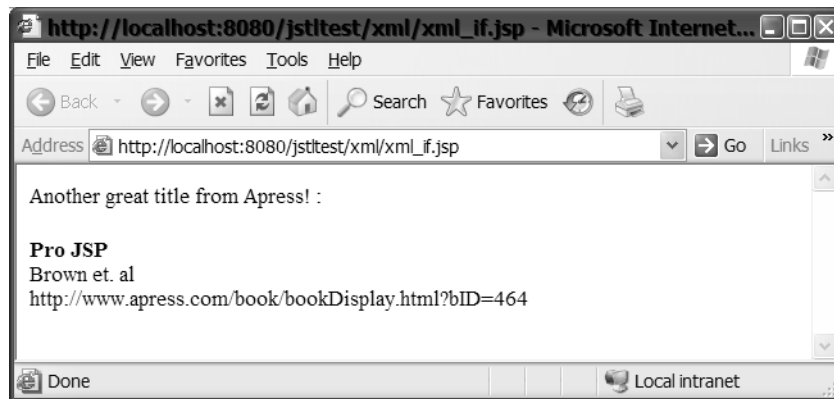 http://localhost:8080/jstltest/xml/xml_if.jsp - Microsoft Internet...
File Edit View Favorites Tools Help
Back Search Favorites
Address http://localhost:8080/jstltest/xml/xml_if.jsp Go Links »
Another great title from Apress! :
Pro JSP
Brown et. al
http://www.apress.com/book/bookDisplay.html?bID=464
Done Local intranet